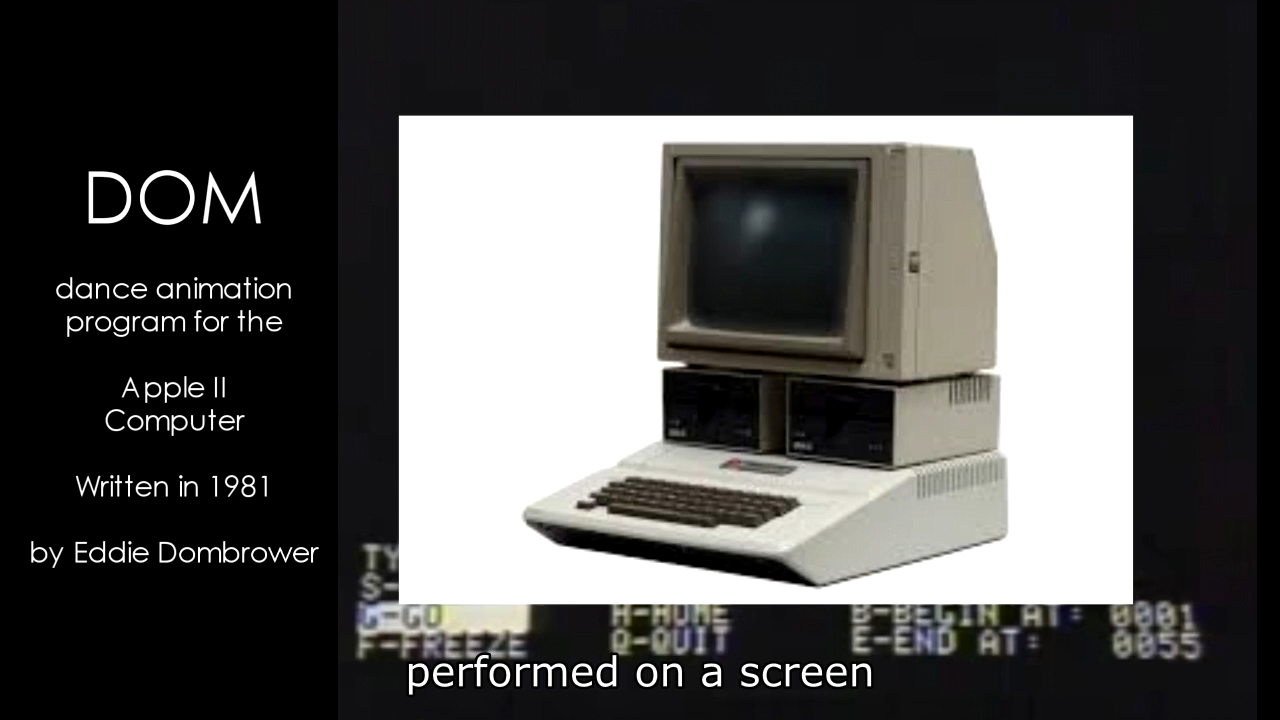 DOM
dance animation
program for the
Apple II
Computer
Written in 1981
by Eddie Dombrower
TY
S-
G-GO H-HOME B-BEGIN AT: 0001
F-FREEZE Q-QUIT E-END AT: 0055
performed on a screen